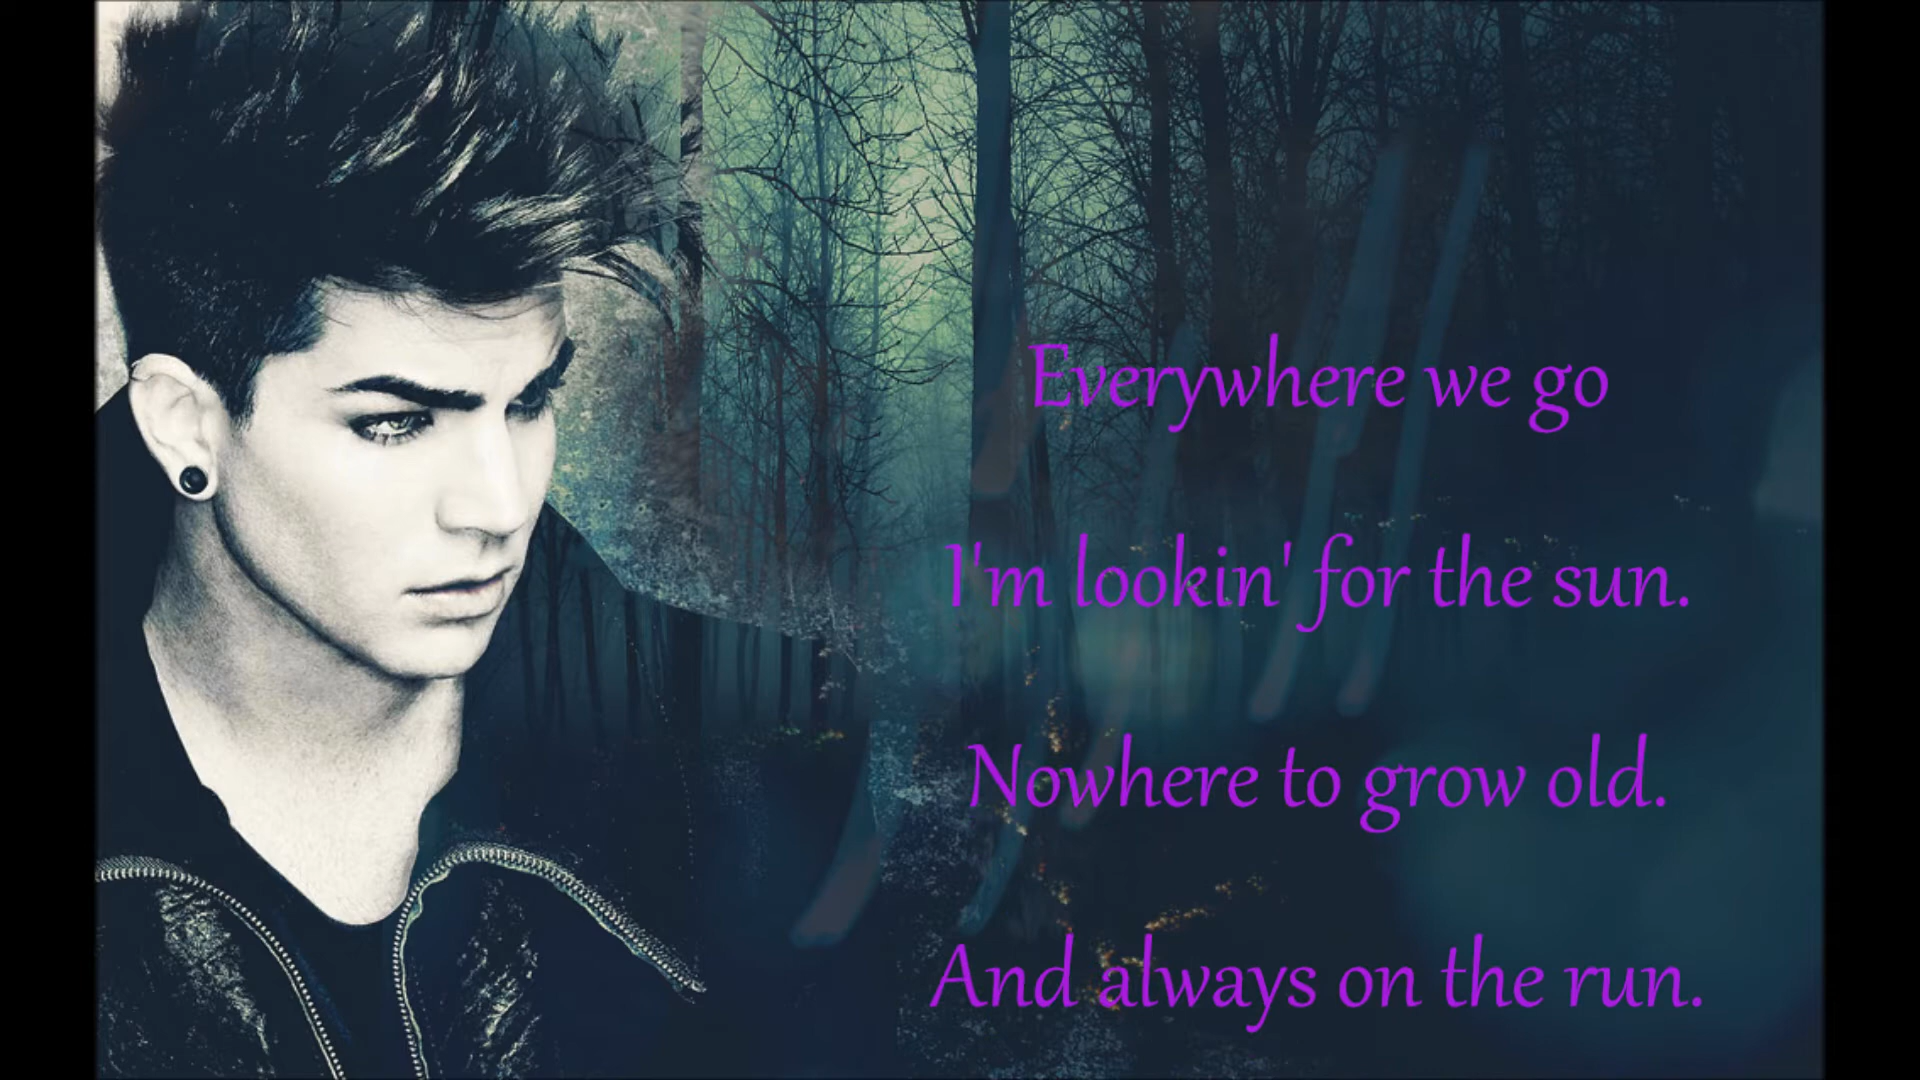 Everywhere we go
I'm lookin' for the sun.
Nowhere to grow old.
And always on the run.